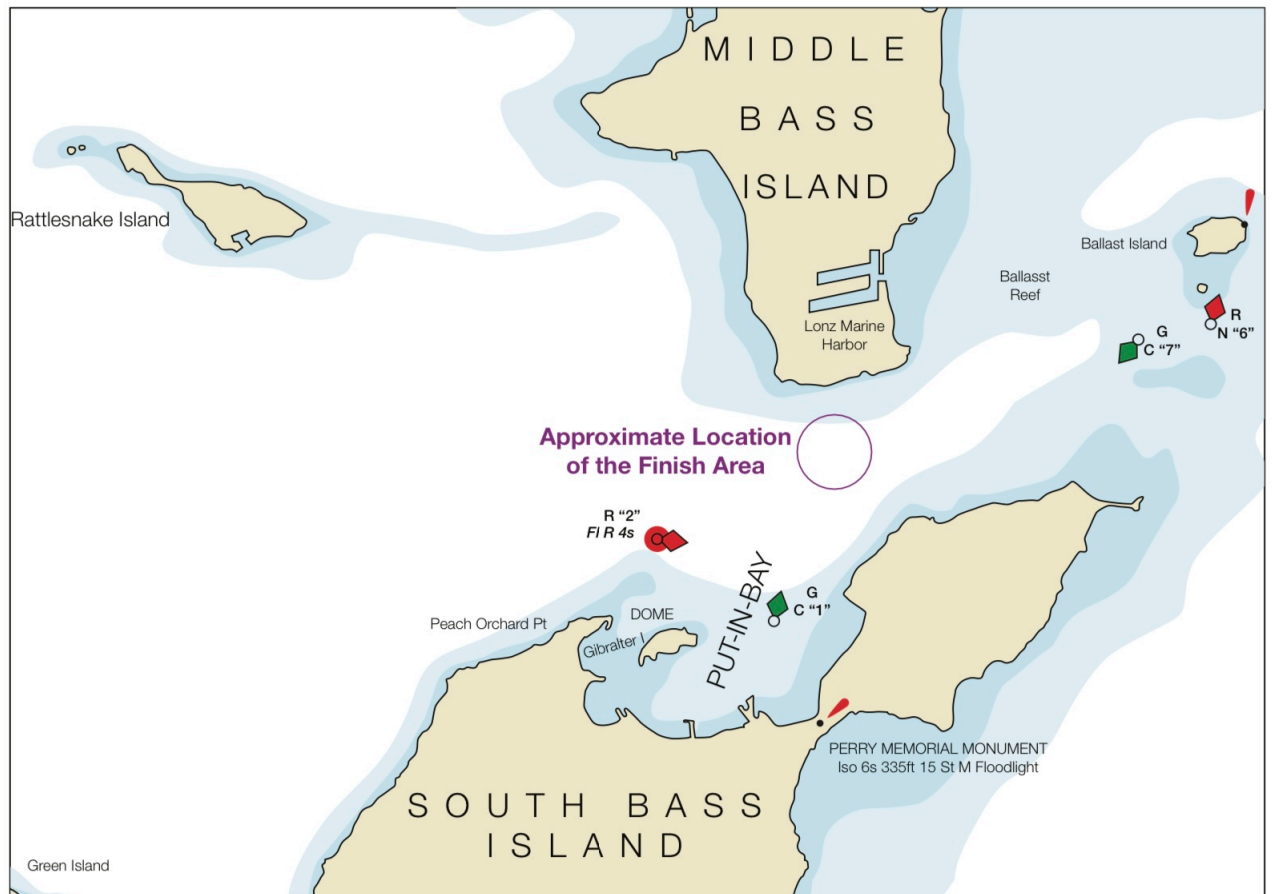 MIDDLE
BASS
ISLAND
Rattlesnake Island
Ballast Island
Ballasst
Reef
R
N “6”
G
C “7”
Lonz Marine
Harbor
Approximate Location
of the Finish Area
R “2”
Fl R 4s
PUT-IN-BAY
G
C “1”
DOME
Peach Orchard Pt
Gibralter I
PERRY MEMORIAL MONUMENT
Iso 6s 335ft 15 St M Floodlight
SOUTH BASS
ISLAND
Green Island